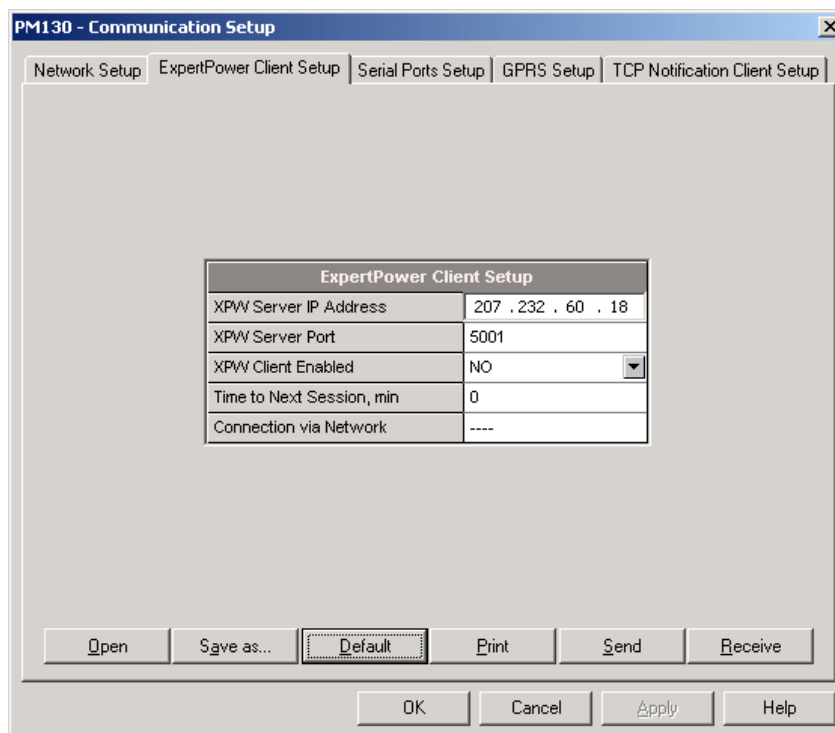 PM130 - Communication Setup
Network Setup ExpertPower Client Setup Serial Ports Setup GPRS Setup TCP Notification Client Setup
ExpertPower Client Setup
XPW Server IP Address 207 . 232 . 60 . 18
XPW Server Port 5001
XPW Client Enabled NO
Time to Next Session, min 0
Connection via Network ----
Open Save as... Default Print Send Receive
OK Cancel Apply Help